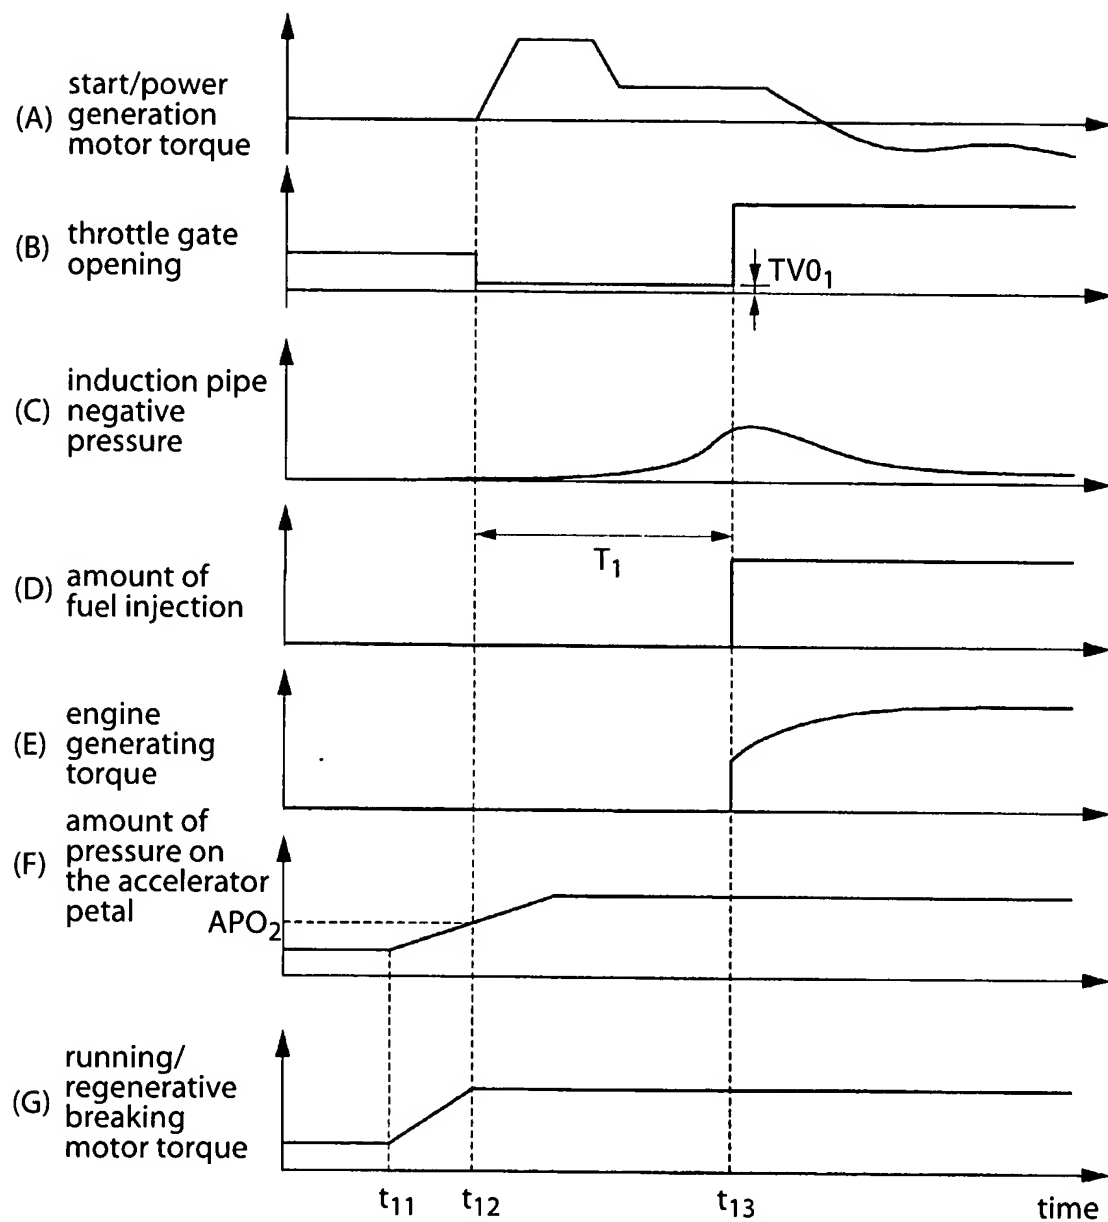 (A) start/power
generation
motor torque
(B) throttle gate
opening
TV0₁
(C) induction pipe
negative
pressure
T₁
(D) amount of
fuel injection
(E) engine
generating
torque
(F) amount of
pressure on
the accelerator
petal
APO₂
(G) running/
regenerative
breaking
motor torque
t₁₁ t₁₂ t₁₃ time